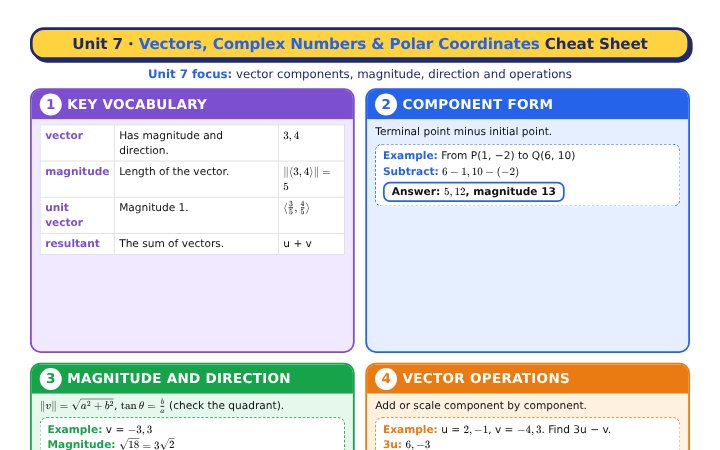 Unit 7 · Vectors, Complex Numbers & Polar Coordinates Cheat Sheet
Unit 7 focus: vector components, magnitude, direction and operations
1 KEY VOCABULARY
vector Has magnitude and direction. 3, 4
magnitude Length of the vector. ‖⟨3, 4⟩‖ = 5
unit vector Magnitude 1. ⟨3/5, 4/5⟩
resultant The sum of vectors. u + v
2 COMPONENT FORM
Terminal point minus initial point.
Example: From P(1, −2) to Q(6, 10)
Subtract: 6 − 1, 10 − (−2)
Answer: 5, 12, magnitude 13
3 MAGNITUDE AND DIRECTION
‖v‖ = √(a² + b²), tan θ = b/a (check the quadrant).
Example: v = −3, 3
Magnitude: √18 = 3√2
4 VECTOR OPERATIONS
Add or scale component by component.
Example: u = 2, −1, v = −4, 3. Find 3u − v.
3u: 6, −3